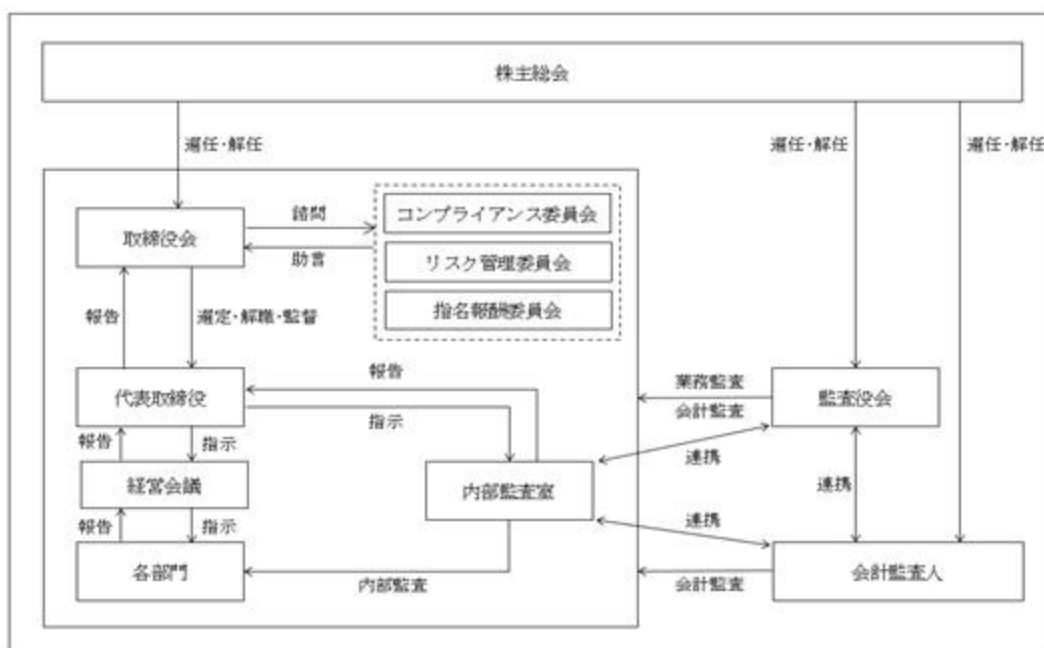 株主総会
選任・解任
選任・解任
選任・解任
取締役会
諮問
助言
コンプライアンス委員会
リスク管理委員会
指名報酬委員会
報告
選定・解職・監督
代表取締役
報告
指示
業務監査
会計監査
監査役会
報告
指示
経営会議
内部監査室
連携
連携
連携
報告
指示
各部門
内部監査
会計監査
会計監査人